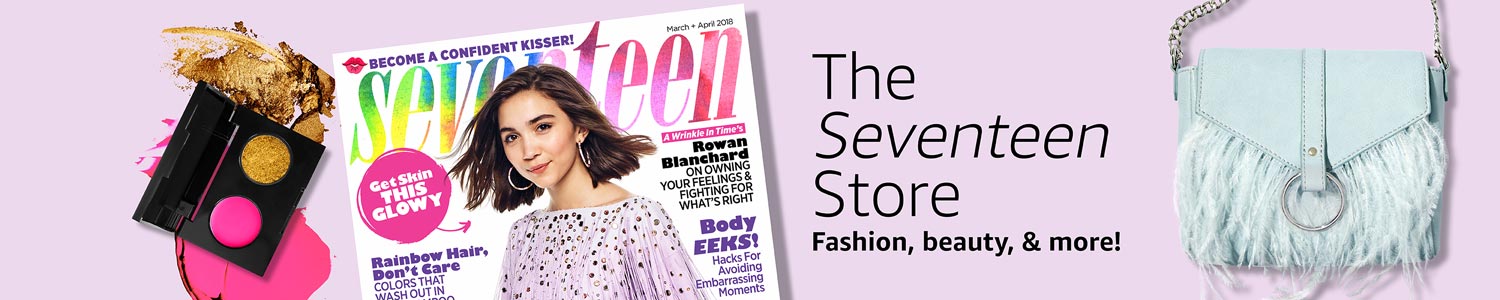 March + April 2018
BECOME A CONFIDENT KISSER!
seventeen
A Wrinkle in Time's
Rowan
Blanchard
ON OWNING
YOUR FEELINGS &
FIGHTING FOR
WHAT'S RIGHT
Get Skin
THIS
GLOWY
Body
EEKS!
Hacks For
Avoiding
Embarrassing
Moments
Rainbow Hair,
Don't Care
COLORS THAT
WASH OUT IN
The
Seventeen
Store
Fashion, beauty, & more!